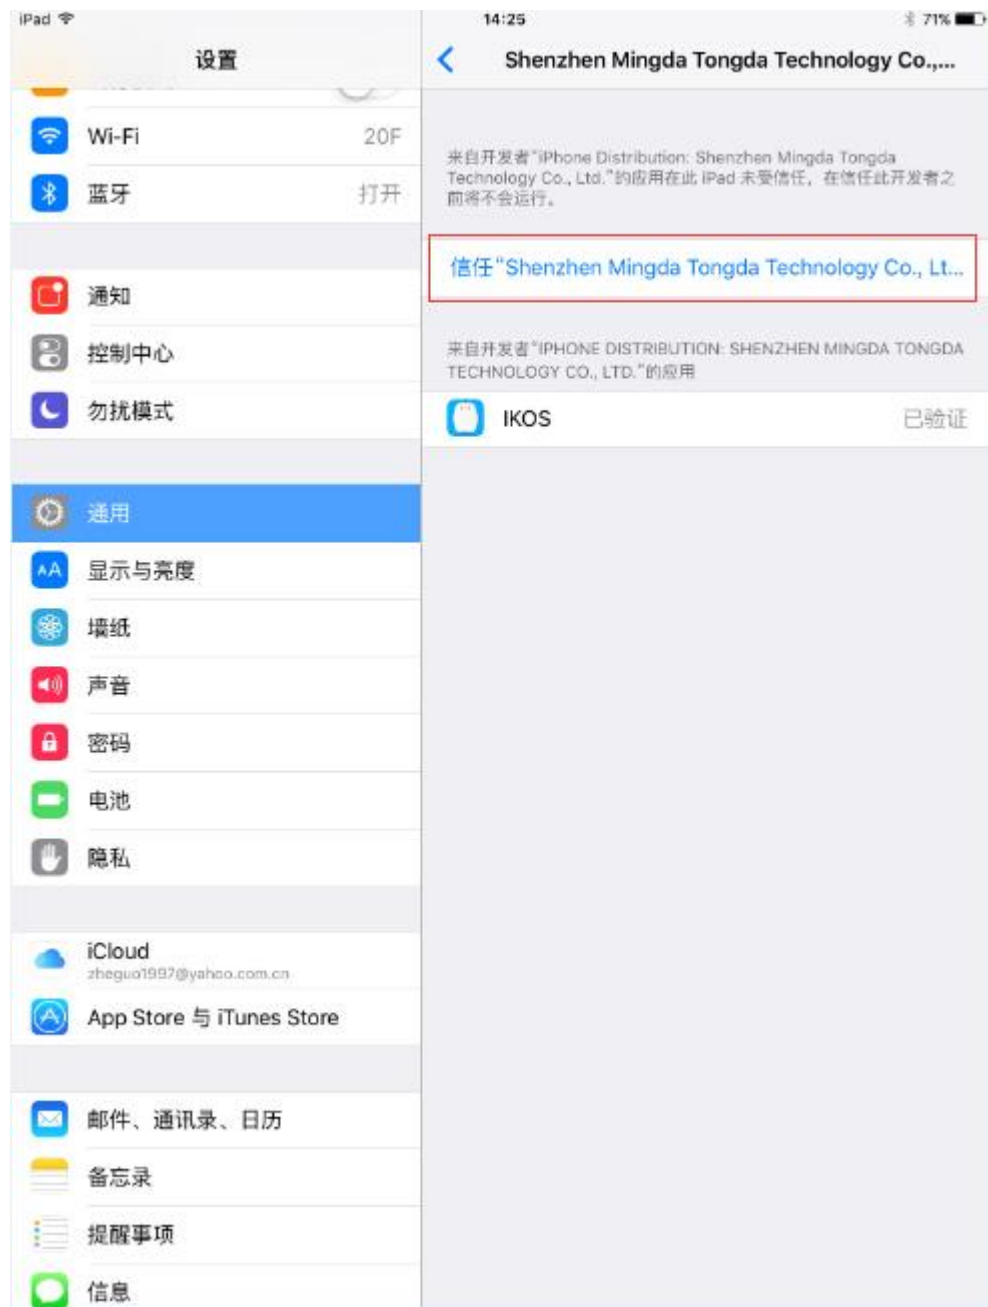 iPad
14:25
71%
设置
Shenzhen Mingda Tongda Technology Co.,...
Wi-Fi
20F
蓝牙
打开
通知
控制中心
勿扰模式
通用
显示与亮度
墙纸
声音
密码
电池
隐私
iCloud
zheguo1997@yahoo.com.cn
App Store 与 iTunes Store
邮件、通讯录、日历
备忘录
提醒事项
信息
来自开发者“iPhone Distribution: Shenzhen Mingda Tongda
Technology Co., Ltd.”的应用在此 iPad 未受信任，在信任此开发者之
前将不会运行。
信任“Shenzhen Mingda Tongda Technology Co., Lt...
来自开发者“IPHONE DISTRIBUTION: SHENZHEN MINGDA TONGDA
TECHNOLOGY CO., LTD.”的应用
IKOS
已验证